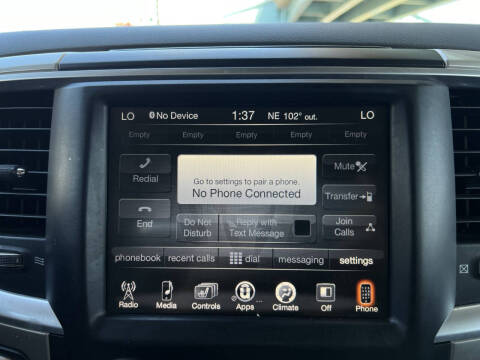 LO No Device 1:37 NE 102° out. LO
Empty Empty Empty Empty Empty
Redial
Go to settings to pair a phone.
No Phone Connected
Mute
Transfer
End
Do Not
Disturb
Reply with
Text Message
Join
Calls
phonebook recent calls dial messaging settings
Radio Media Controls Apps Climate Off Phone